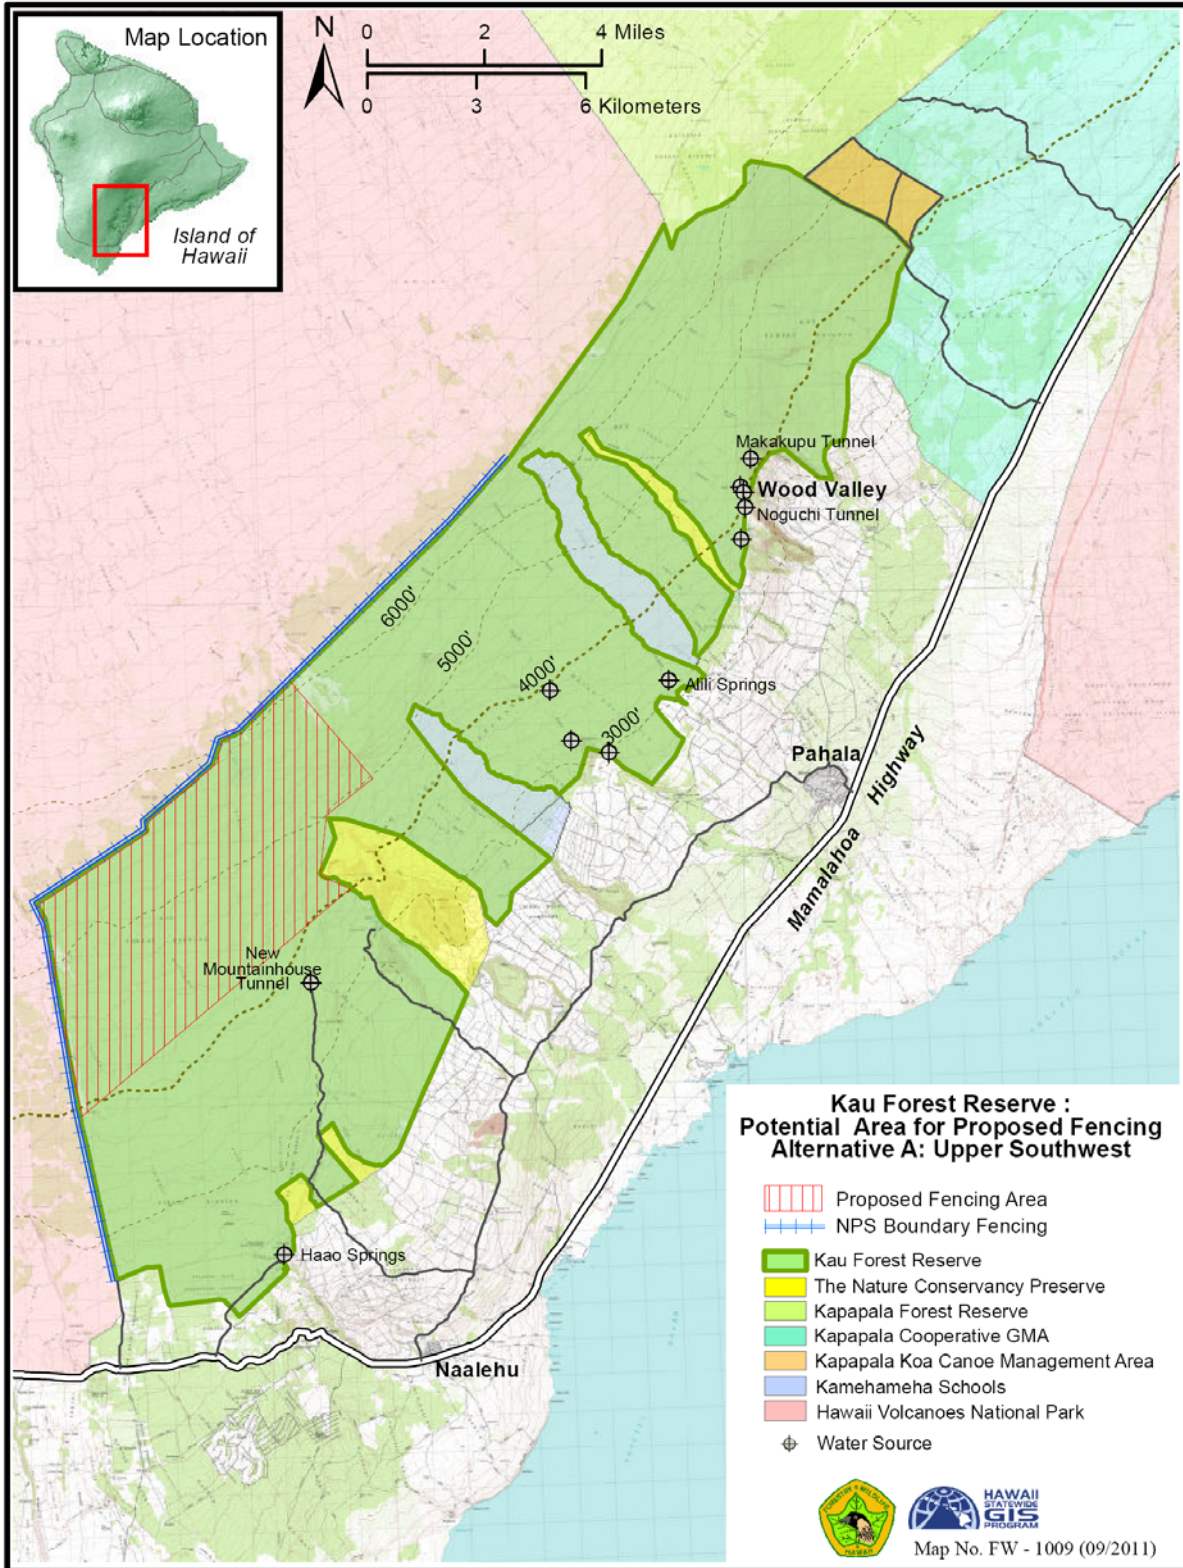 Map Location
Island of
Hawaii
N
0 2 4 Miles
0 3 6 Kilometers
Makakupu Tunnel
Wood Valley
Noguchi Tunnel
6000'
5000'
4000'
Alili Springs
3000'
Pahala
Mamalahoa Highway
New
Mountainhouse
Tunnel
Haao Springs
Naalehu
Kau Forest Reserve :
Potential Area for Proposed Fencing
Alternative A: Upper Southwest
Proposed Fencing Area
NPS Boundary Fencing
Kau Forest Reserve
The Nature Conservancy Preserve
Kapapala Forest Reserve
Kapapala Cooperative GMA
Kapapala Koa Canoe Management Area
Kamehameha Schools
Hawaii Volcanoes National Park
Water Source
FORESTRY & WILDLIFE
HAWAII
HAWAII
STATEWIDE
GIS
PROGRAM
Map No. FW - 1009 (09/2011)